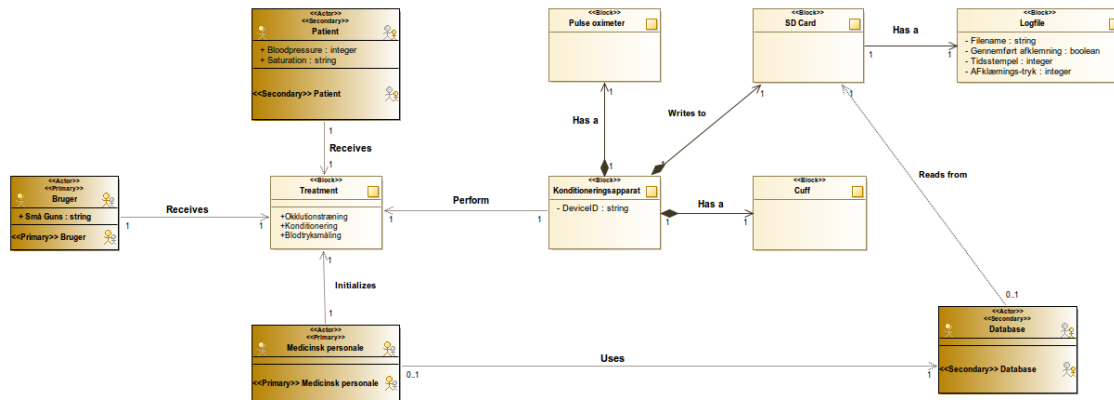 <<Actor>>
<<Secondary>>
Patient
+ Bloodpressure : integer
+ Saturation : string
<<Secondary>> Patient
<<Block>>
Pulse oximeter
<<Block>>
SD Card
Has a
1
1
<<Block>>
Logfile
- Filename : string
- Gennemført afklemning : boolean
- Tidsstempel : integer
- AFklæmings-tryk : integer
1
Receives
1
1
Has a
1
Writes to
1
1
1
1
Reads from
0..1
<<Actor>>
<<Primary>>
Bruger
+ Små Guns : string
<<Primary>> Bruger
1
Receives
1
<<Block>>
Treatment
+Okklutionstræning
+Konditionering
+Blodtryksmåling
1
Perform
1
<<Block>>
Konditioneringsapparat
- DeviceID : string
1
Has a
1
<<Block>>
Cuff
1
Initializes
1
<<Actor>>
<<Primary>>
Medicinsk personale
<<Primary>> Medicinsk personale
0..1
Uses
1
<<Actor>>
<<Secondary>>
Database
<<Secondary>> Database